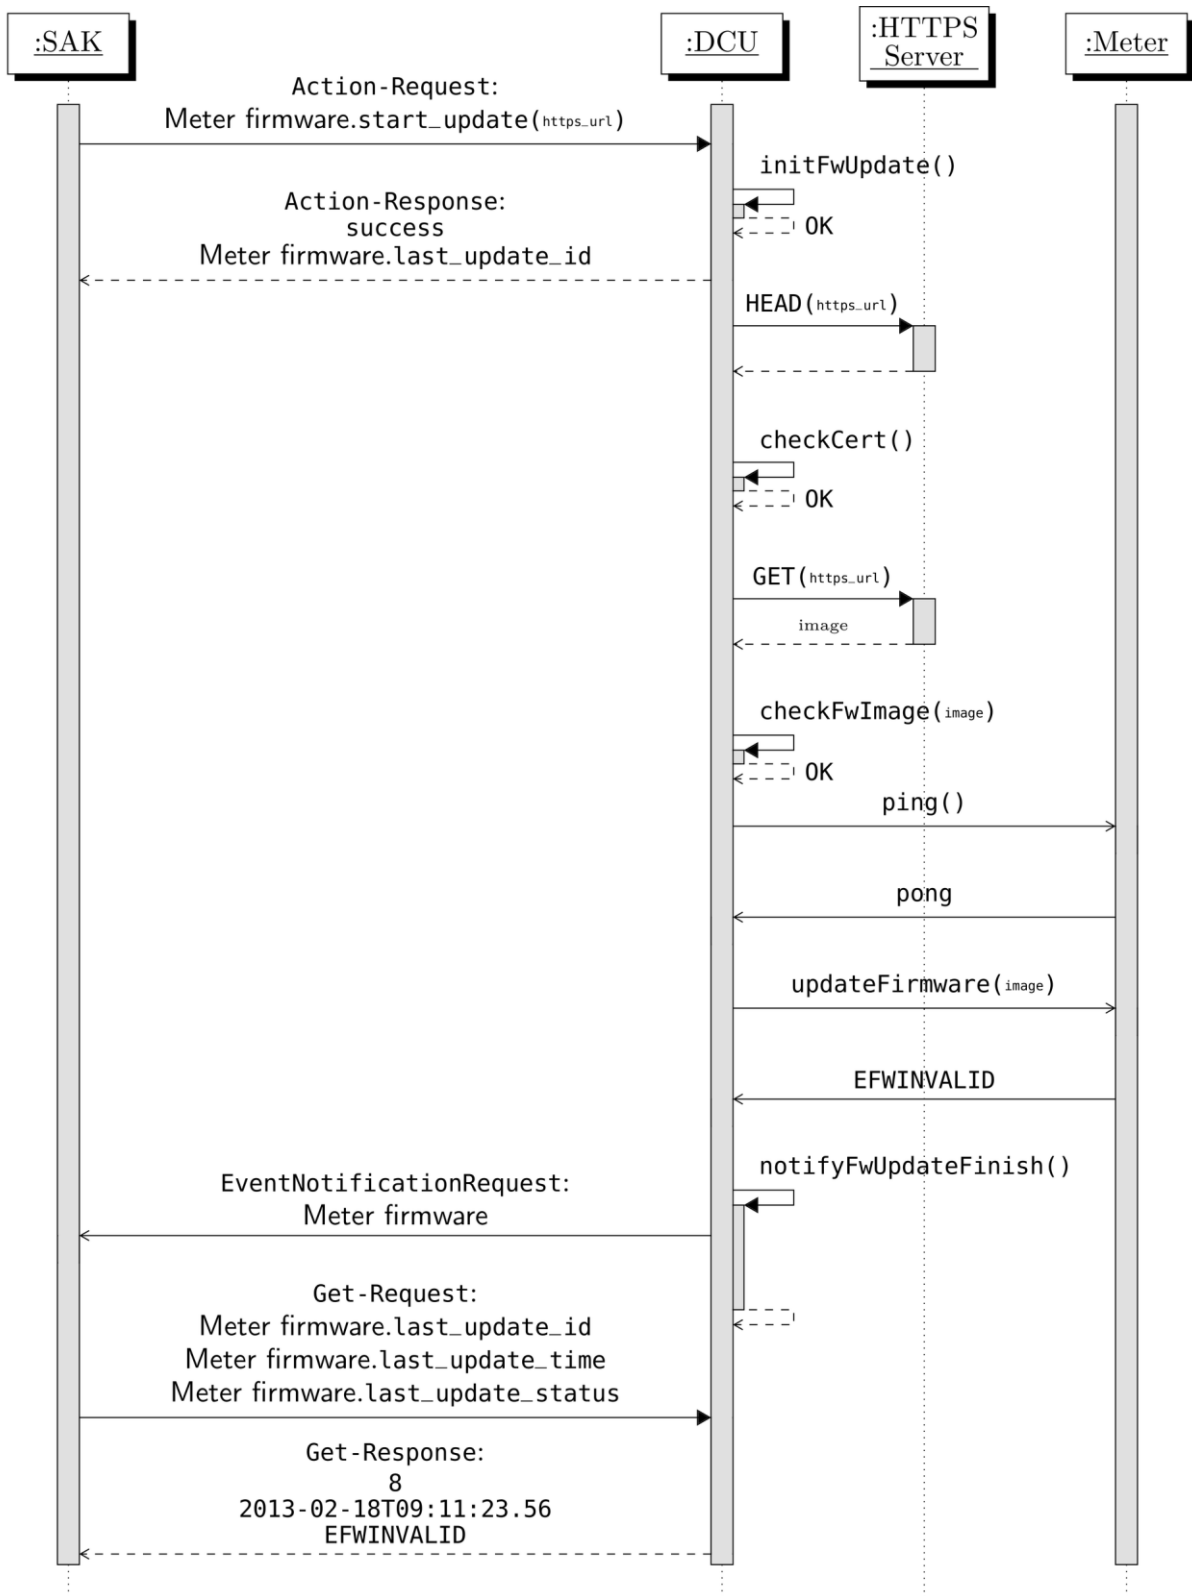 :SAK
:DCU
:HTTPS
Server
:Meter
Action-Request:
Meter firmware.start_update(https_url)
initFwUpdate()
OK
Action-Response:
success
Meter firmware.last_update_id
HEAD(https_url)
checkCert()
OK
GET(https_url)
image
checkFwImage(image)
OK
ping()
pong
updateFirmware(image)
EFWINVALID
notifyFwUpdateFinish()
EventNotificationRequest:
Meter firmware
Get-Request:
Meter firmware.last_update_id
Meter firmware.last_update_time
Meter firmware.last_update_status
Get-Response:
8
2013-02-18T09:11:23.56
EFWINVALID